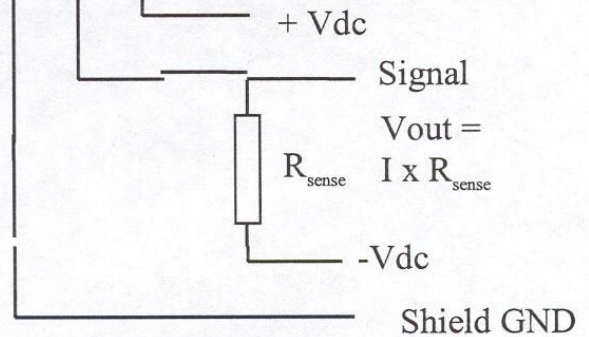 + Vdc
Signal
Vout =
R_sense I x R_sense
-Vdc
Shield GND